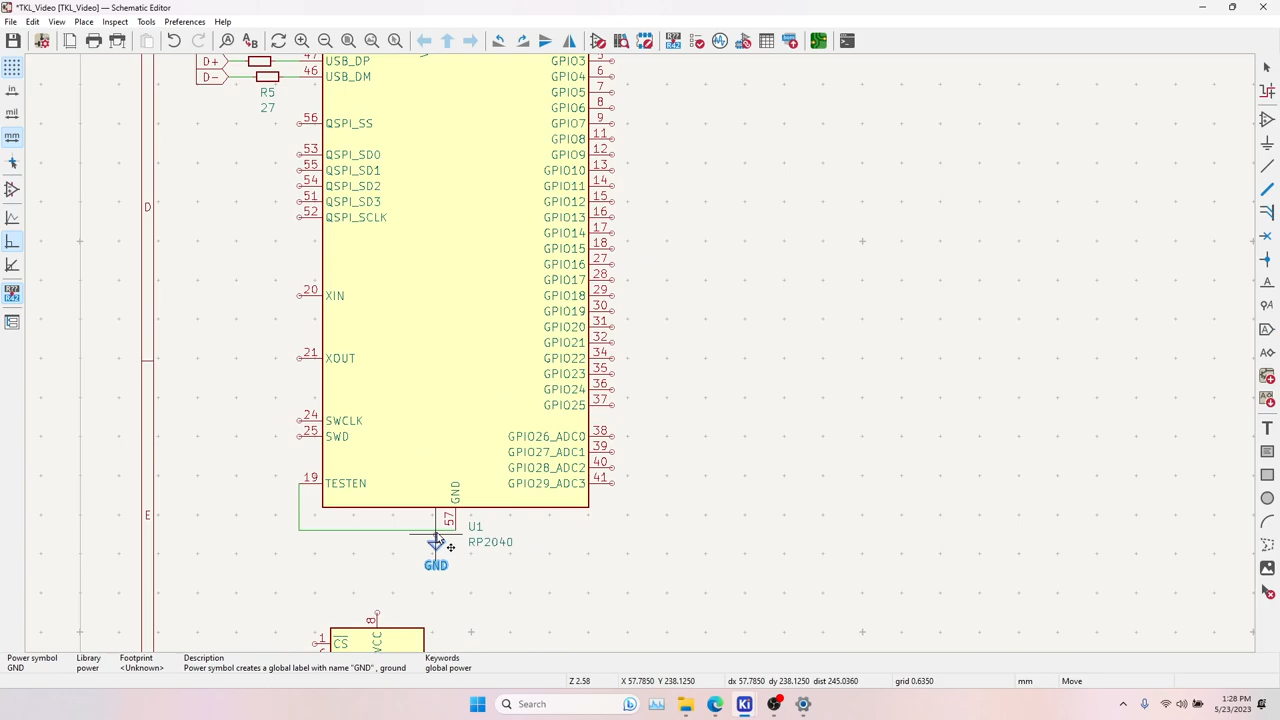 *TKL_Video [TKL_Video] — Schematic Editor
File Edit View Place Inspect Tools Preferences Help
in
mil
mm
D+
D-
47 USB_DP
46 USB_DM
R5
27
56 QSPI_SS
53 QSPI_SD0
55 QSPI_SD1
54 QSPI_SD2
51 QSPI_SD3
52 QSPI_SCLK
20 XIN
21 XOUT
24 SWCLK
25 SWD
19 TESTEN
GPIO3 5
GPIO4 6
GPIO5 7
GPIO6 8
GPIO7 9
GPIO8 11
GPIO9 12
GPIO10 13
GPIO11 14
GPIO12 15
GPIO13 16
GPIO14 17
GPIO15 18
GPIO16 27
GPIO17 28
GPIO18 29
GPIO19 30
GPIO20 31
GPIO21 32
GPIO22 34
GPIO23 35
GPIO24 36
GPIO25 37
GPIO26_ADC0 38
GPIO27_ADC1 39
GPIO28_ADC2 40
GPIO29_ADC3 41
GND
57
U1
RP2040
GND
D
E
8
VCC
1 CS
Power symbol Library Footprint Description Keywords
GND power <Unknown> Power symbol creates a global label with name "GND" , ground global power
Z 2.58 X 57.7850 Y 238.1250 dx 57.7850 dy 238.1250 dist 245.0360 grid 0.6350 mm Move
Search
1:28 PM
5/23/2023